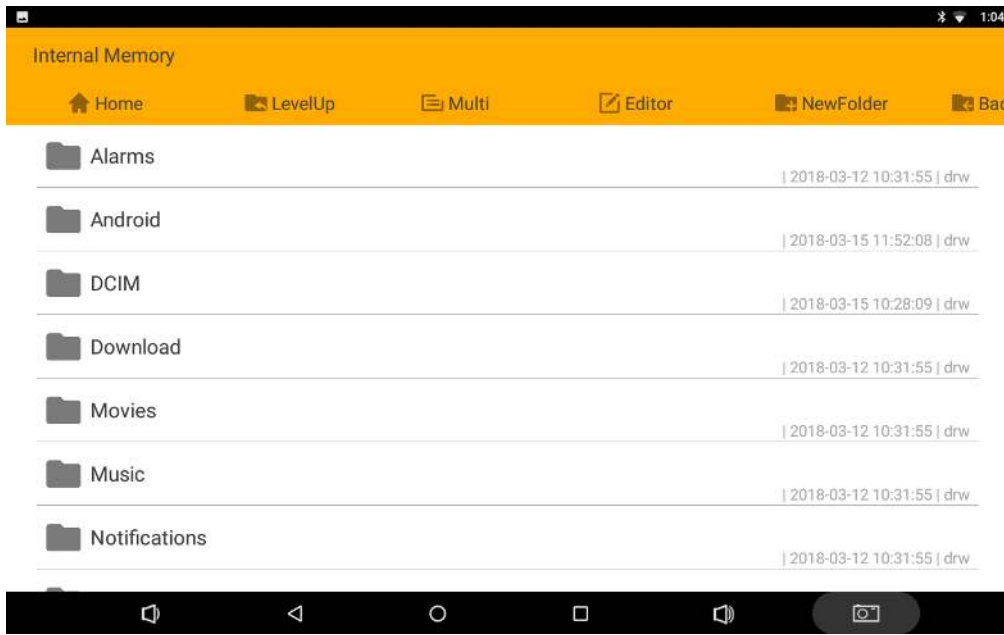 1:04
Internal Memory
Home LevelUp Multi Editor NewFolder
Alarms
| 2018-03-12 10:31:55 | drw
Android
| 2018-03-15 11:52:08 | drw
DCIM
| 2018-03-15 10:28:09 | drw
Download
| 2018-03-12 10:31:55 | drw
Movies
| 2018-03-12 10:31:55 | drw
Music
| 2018-03-12 10:31:55 | drw
Notifications
| 2018-03-12 10:31:55 | drw